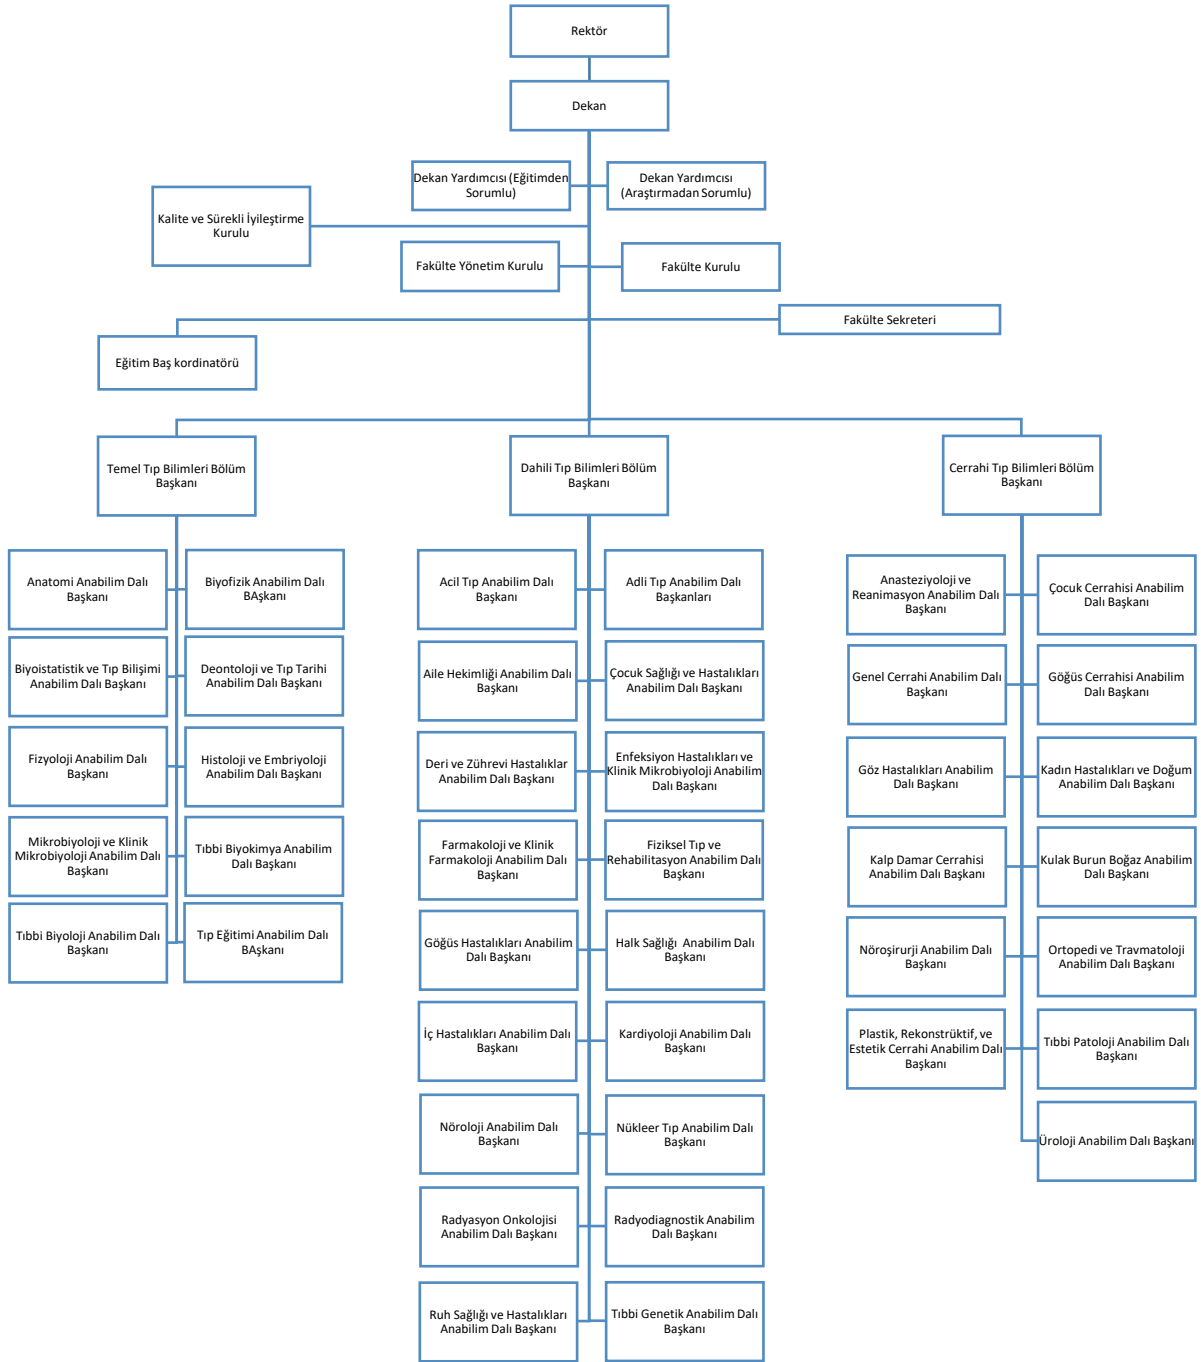 Rektör
Dekan
Dekan Yardımcısı (Eğitimden
Sorumlu)
Dekan Yardımcısı
(Araştırmadan Sorumlu)
Kalite ve Sürekli İyileştirme
Kurulu
Fakülte Yönetim Kurulu
Fakülte Kurulu
Fakülte Sekreteri
Eğitim Baş kordinatörü
Temel Tıp Bilimleri Bölüm
Başkanı
Dahili Tıp Bilimleri Bölüm
Başkanı
Cerrahi Tıp Bilimleri Bölüm
Başkanı
Anatomi Anabilim Dalı
Başkanı
Biyofizik Anabilim Dalı
BAşkanı
Biyoistatistik ve Tıp Bilişimi
Anabilim Dalı Başkanı
Deontoloji ve Tıp Tarihi
Anabilim Dalı Başkanı
Fizyoloji Anabilim Dalı
Başkanı
Histoloji ve Embriyoloji
Anabilim Dalı Başkanı
Mikrobiyoloji ve Klinik
Mikrobiyoloji Anabilim Dalı
Başkanı
Tıbbi Biyokimya Anabilim
Dalı Başkanı
Tıbbi Biyoloji Anabilim Dalı
Başkanı
Tıp Eğitimi Anabilim Dalı
BAşkanı
Acil Tıp Anabilim Dalı
Başkanı
Adli Tıp Anabilim Dalı
Başkanları
Aile Hekimliği Anabilim Dalı
Başkanı
Çocuk Sağlığı ve Hastalıkları
Anabilim Dalı Başkanı
Deri ve Zührevi Hastalıklar
Anabilim Dalı Başkanı
Enfeksiyon Hastalıkları ve
Klinik Mikrobiyoloji Anabilim
Dalı Başkanı
Farmakoloji ve Klinik
Farmakoloji Anabilim Dalı
Başkanı
Fiziksel Tıp ve
Rehabilitasyon Anabilim Dalı
Başkanı
Göğüs Hastalıkları Anabilim
Dalı Başkanı
Halk Sağlığı  Anabilim Dalı
Başkanı
İç Hastalıkları Anabilim Dalı
Başkanı
Kardiyoloji Anabilim Dalı
Başkanı
Nöroloji Anabilim Dalı
Başkanı
Nükleer Tıp Anabilim Dalı
Başkanı
Radyasyon Onkolojisi
Anabilim Dalı Başkanı
Radyodiagnostik Anabilim
Dalı Başkanı
Ruh Sağlığı ve Hastalıkları
Anabilim Dalı Başkanı
Tıbbi Genetik Anabilim Dalı
Başkanı
Anasteziyoloji ve
Reanimasyon Anabilim Dalı
Başkanı
Çocuk Cerrahisi Anabilim
Dalı Başkanı
Genel Cerrahi Anabilim Dalı
Başkanı
Göğüs Cerrahisi Anabilim
Dalı Başkanı
Göz Hastalıkları Anabilim
Dalı Başkanı
Kadın Hastalıkları ve Doğum
Anabilim Dalı Başkanı
Kalp Damar Cerrahisi
Anabilim Dalı Başkanı
Kulak Burun Boğaz Anabilim
Dalı Başkanı
Nöroşirurji Anabilim Dalı
Başkanı
Ortopedi ve Travmatoloji
Anabilim Dalı Başkanı
Plastik, Rekonstrüktif, ve
Estetik Cerrahi Anabilim Dalı
Başkanı
Tıbbi Patoloji Anabilim Dalı
Başkanı
Üroloji Anabilim Dalı Başkanı